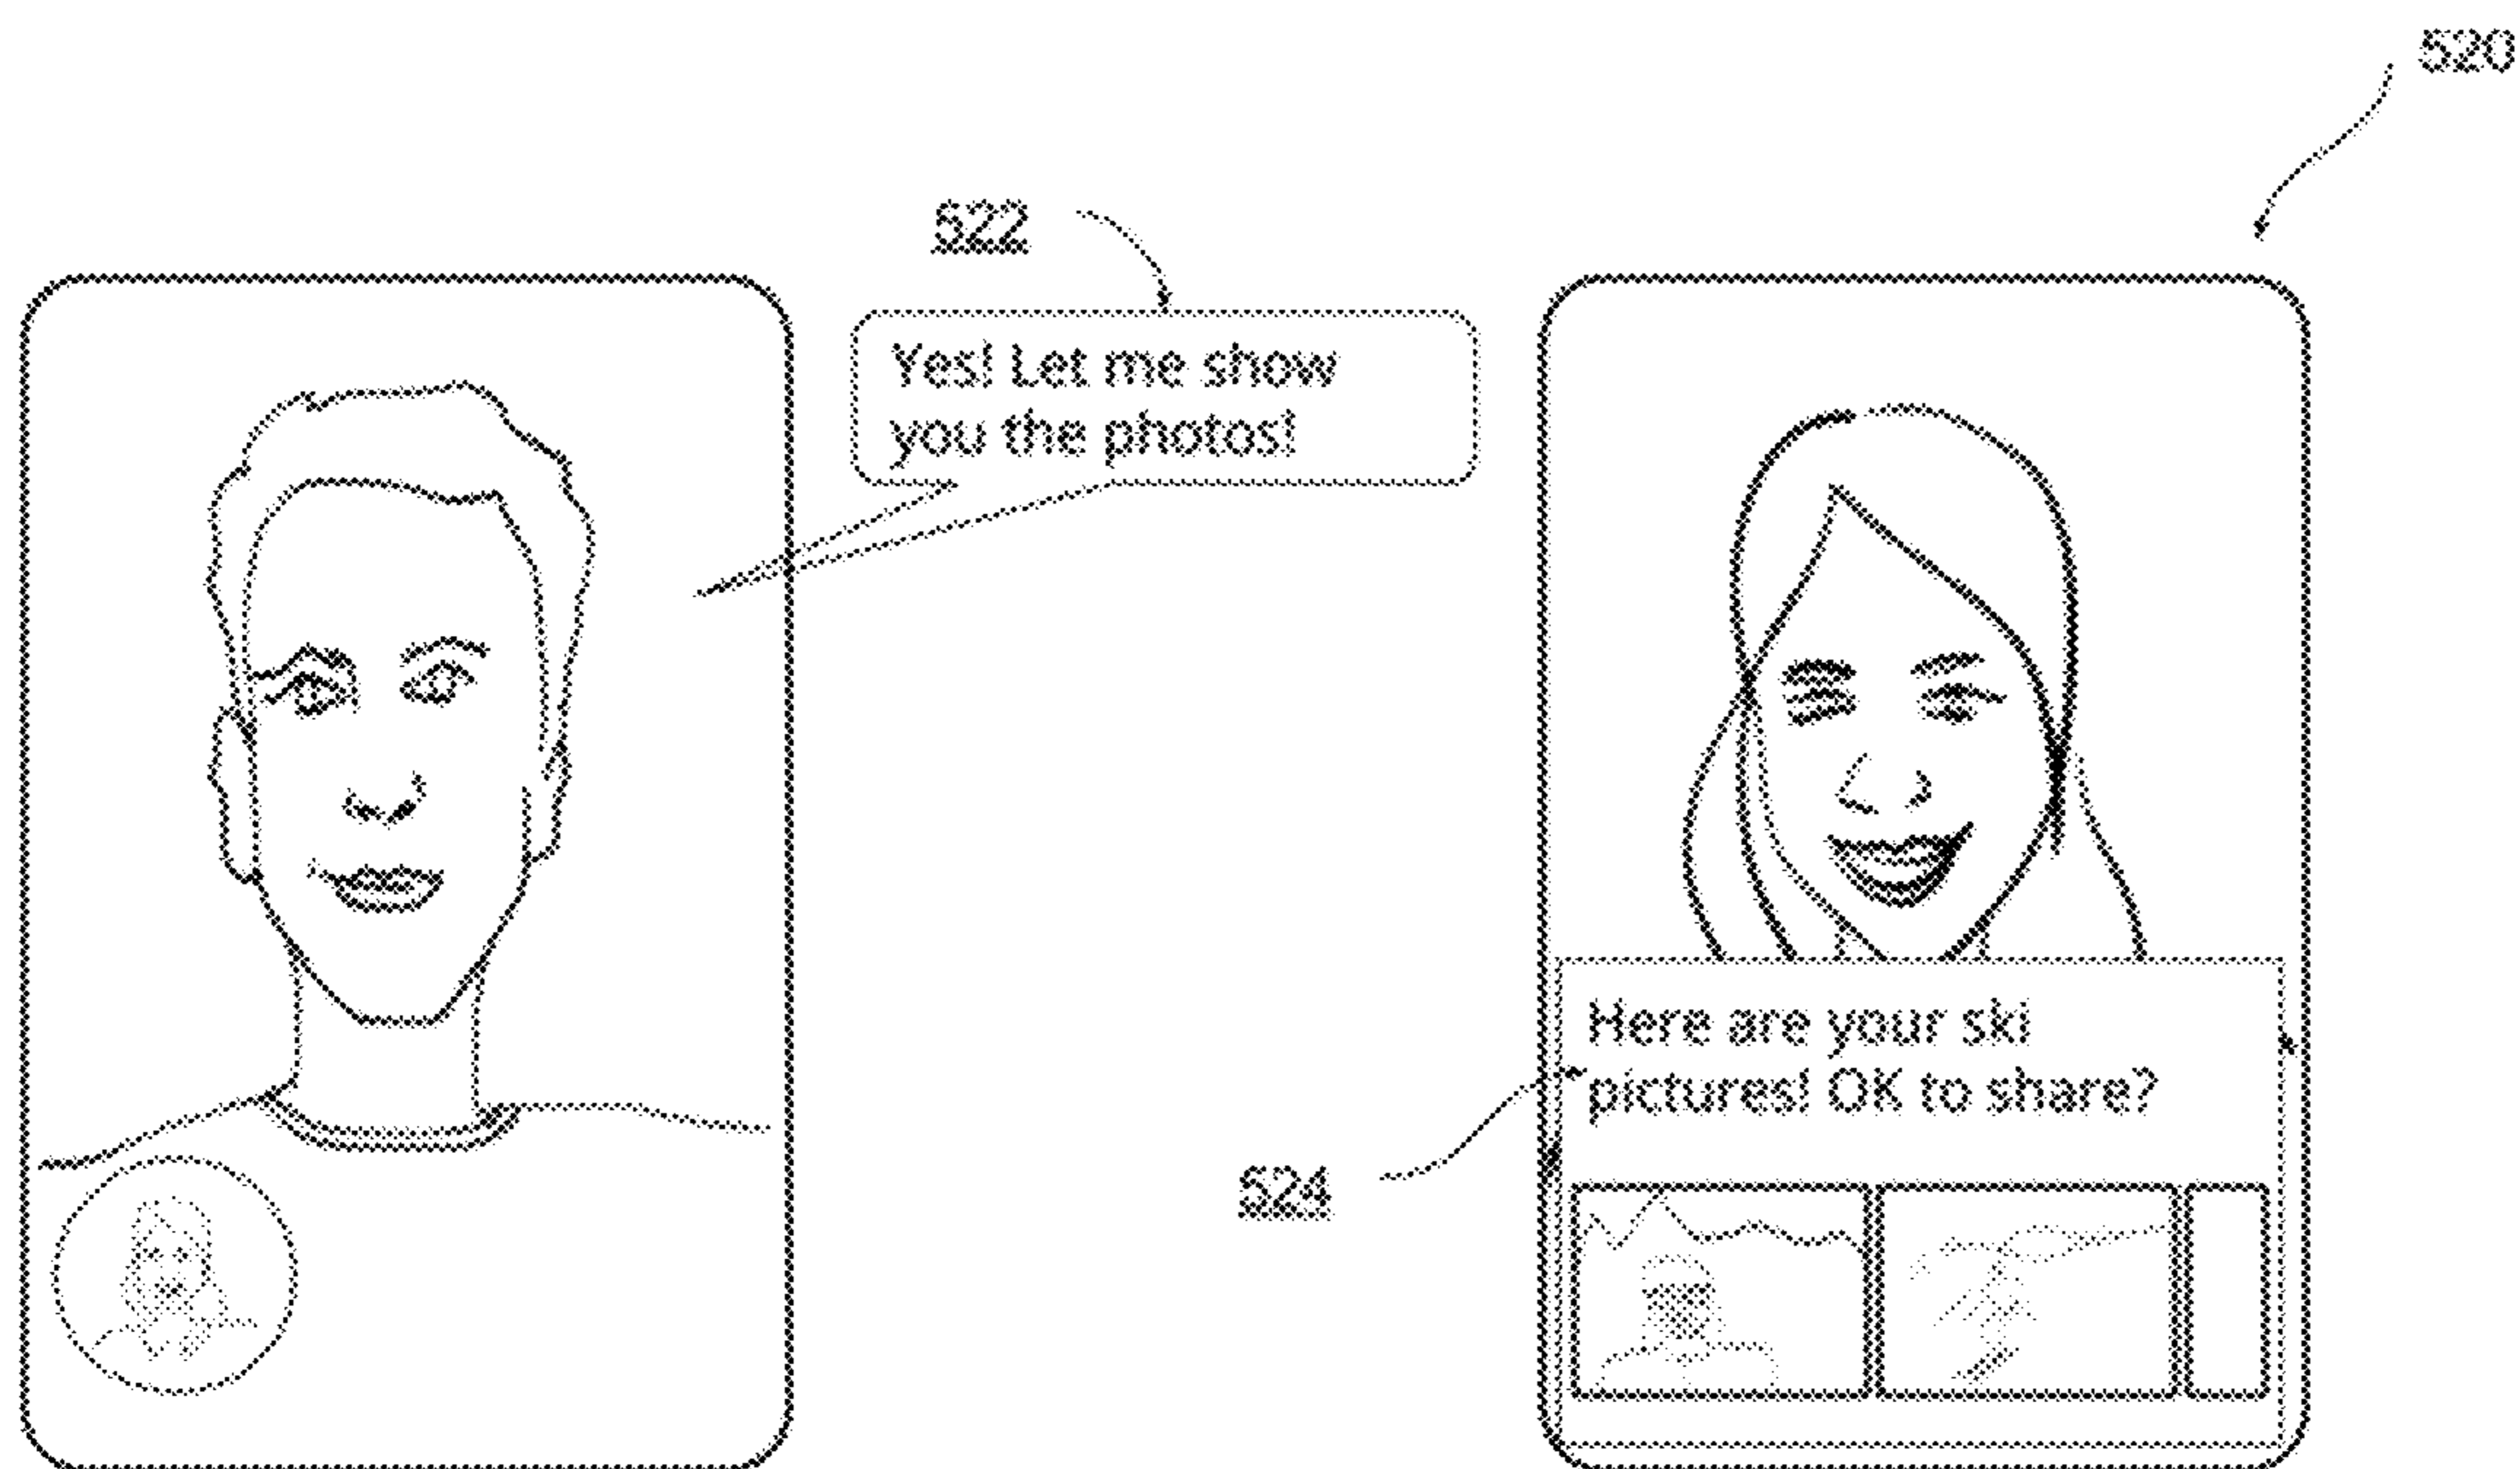 520
522
Yes! Let me show
you the photos!
Here are your ski
pictures! OK to share?
524